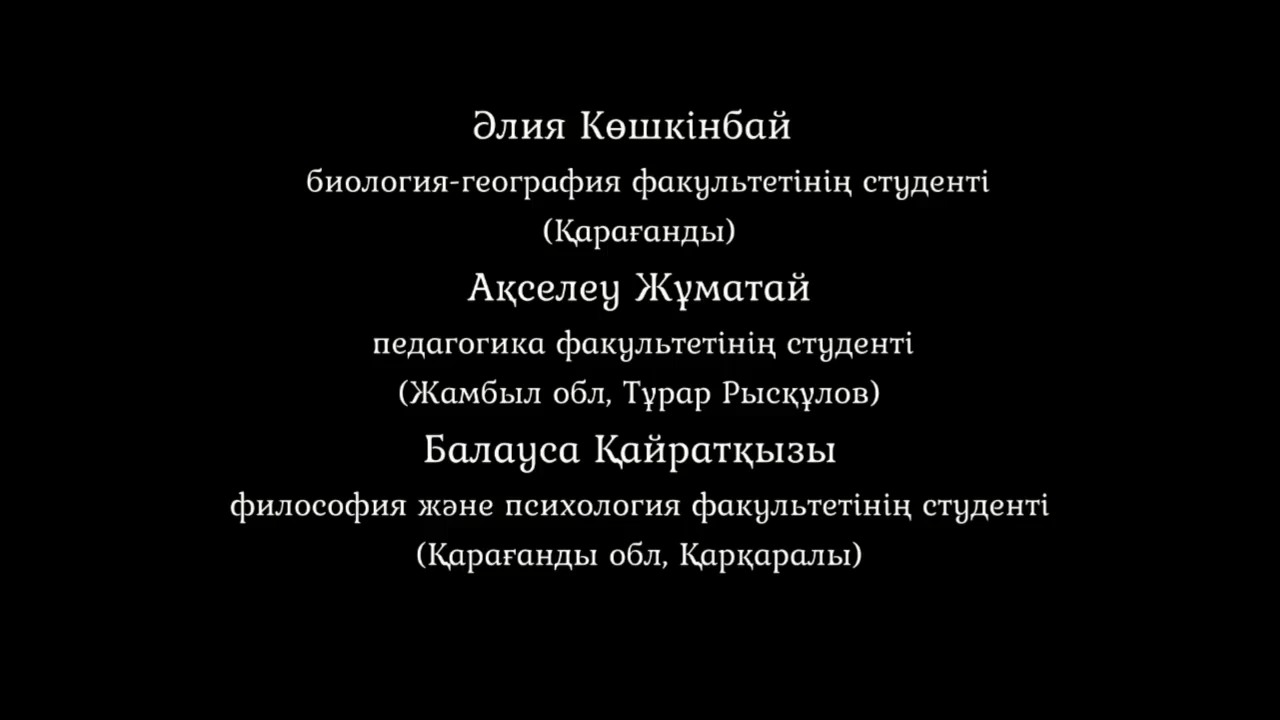 Әлия Көшкінбай
биология-география факультетінің студенті
(Қарағанды)
Ақселеу Жұматай
педагогика факультетінің студенті
(Жамбыл обл, Тұрар Рысқұлов)
Балауса Қайратқызы
философия және психология факультетінің студенті
(Қарағанды обл, Қарқаралы)